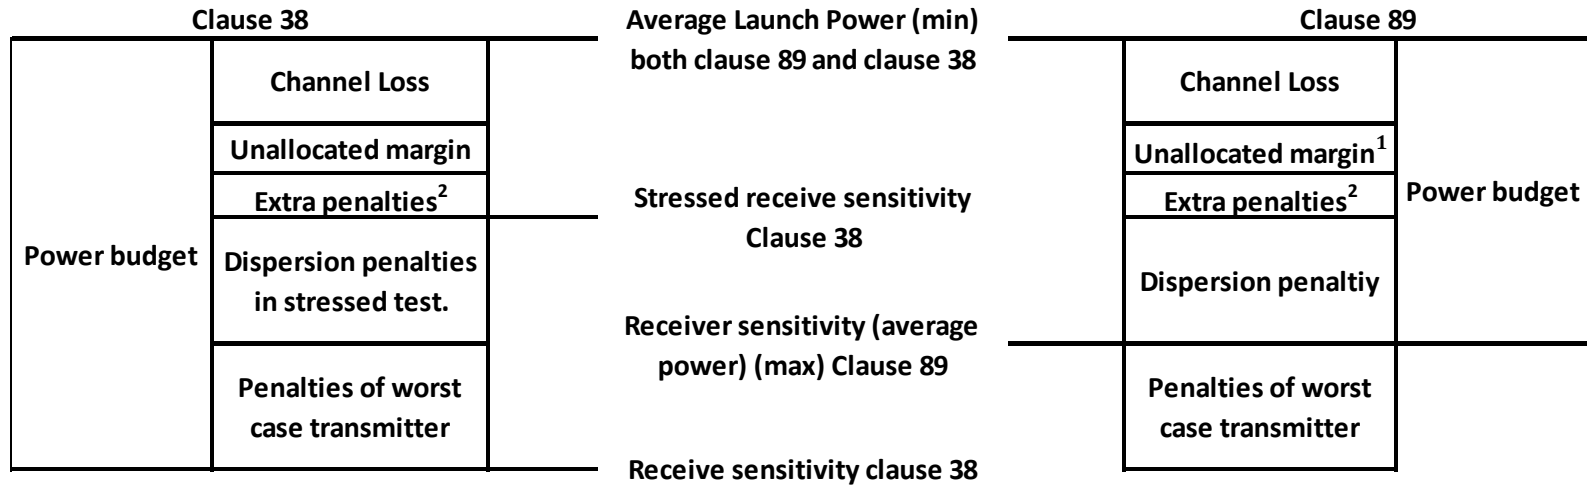 Clause 38
Average Launch Power (min)
both clause 89 and clause 38
Clause 89
Channel Loss
Unallocated margin
Extra penalties²
Power budget
Dispersion penalties
in stressed test.
Penalties of worst
case transmitter
Stressed receive sensitivity
Clause 38
Receiver sensitivity (average
power) (max) Clause 89
Receive sensitivity clause 38
Channel Loss
Unallocated margin¹
Extra penalties²
Power budget
Dispersion penaltiy
Penalties of worst
case transmitter